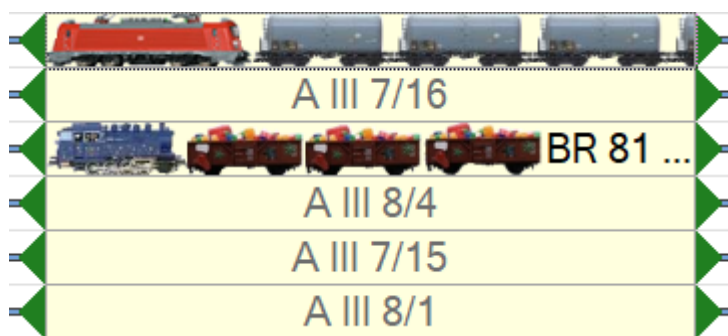 A III 7/16
BR 81 ...
A III 8/4
A III 7/15
A III 8/1